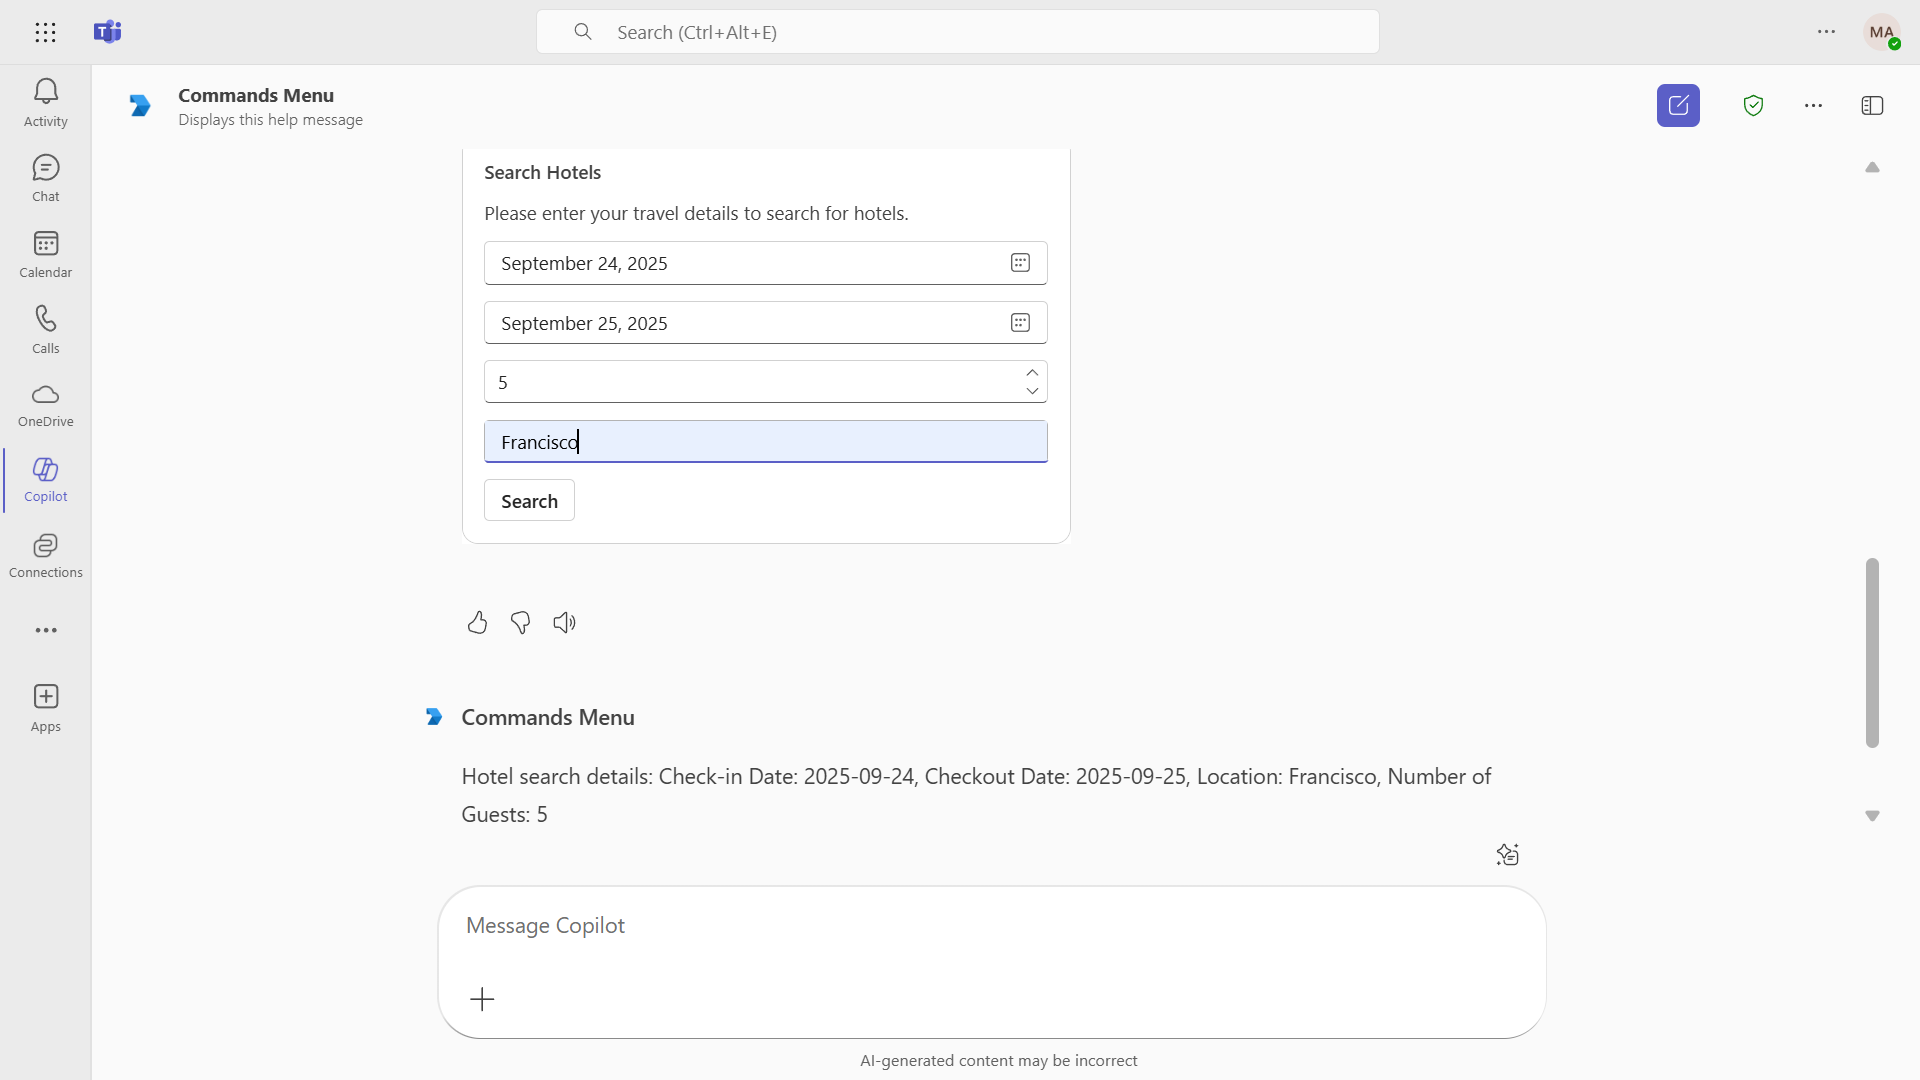 Search (Ctrl+Alt+E)
MA
Activity
Chat
Calendar
Calls
OneDrive
Copilot
Connections
Apps
Commands Menu
Displays this help message
Search Hotels
Please enter your travel details to search for hotels.
September 24, 2025
September 25, 2025
5
Francisco
Search
Commands Menu
Hotel search details: Check-in Date: 2025-09-24, Checkout Date: 2025-09-25, Location: Francisco, Number of
Guests: 5
Message Copilot
AI-generated content may be incorrect